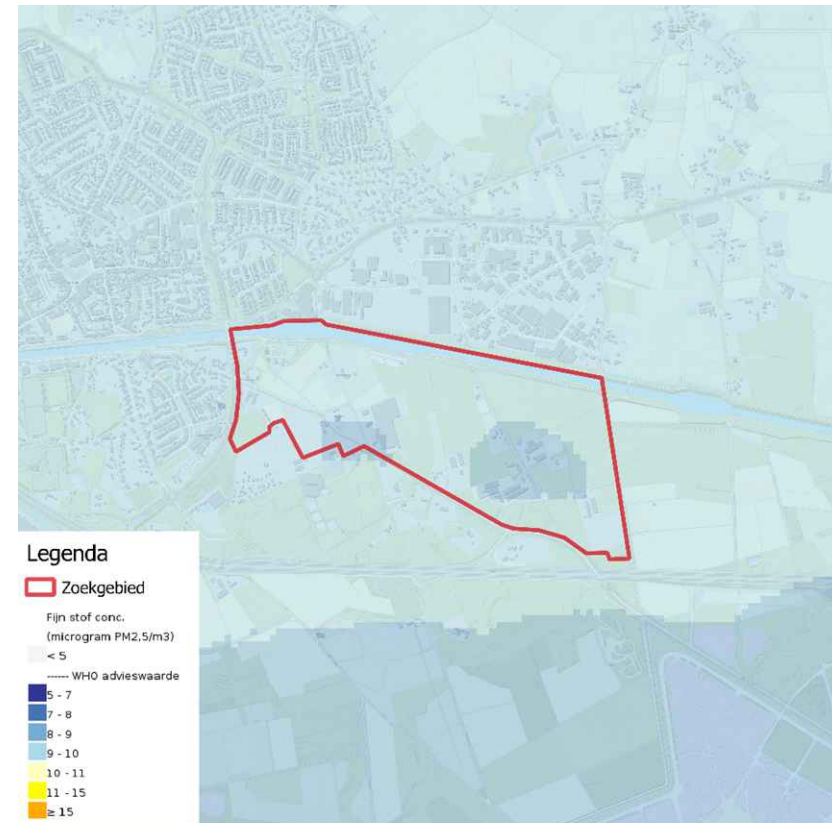 Legenda
Zoekgebied
Fijn stof conc.
(microgram PM2,5/m3)
< 5
------ WHO advieswaarde
5 - 7
7 - 8
8 - 9
9 - 10
10 - 11
11 - 15
≥ 15